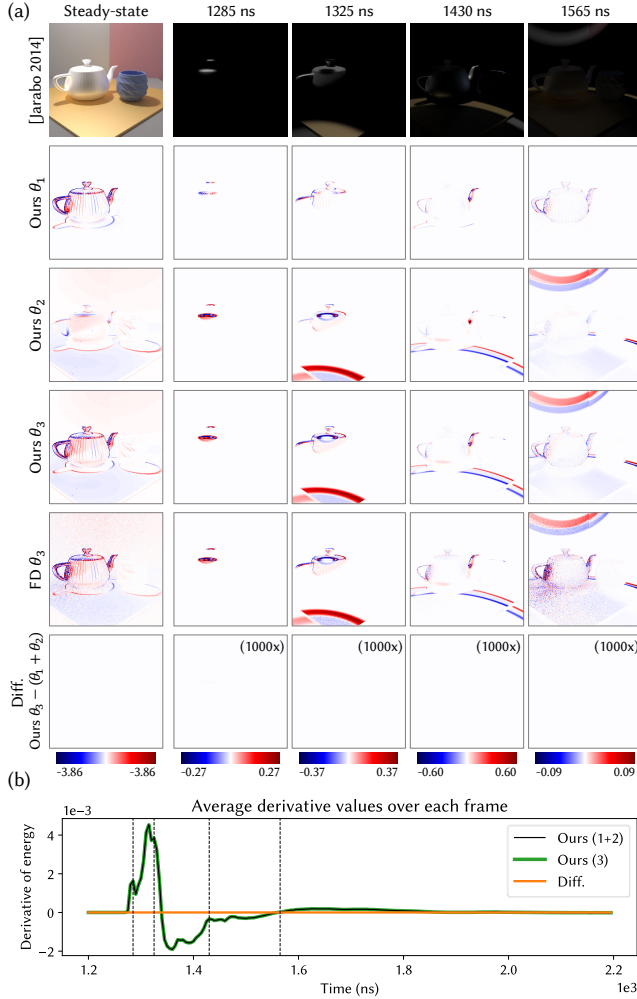 (a)
Steady-state 1285 ns 1325 ns 1430 ns 1565 ns
[Jarabo 2014]
Ours θ₁
Ours θ₂
Ours θ₃
FD θ₃
Diff.
Ours θ₃ − (θ₁ + θ₂)
(1000x) (1000x) (1000x) (1000x)
-3.86 -3.86 -0.27 0.27 -0.37 0.37 -0.60 0.60 -0.09 0.09
(b)
Average derivative values over each frame
1e−3
Derivative of energy
4
2
0
−2
Ours (1+2)
Ours (3)
Diff.
1.2 1.4 1.6 1.8 2.0 2.2
1e3
Time (ns)